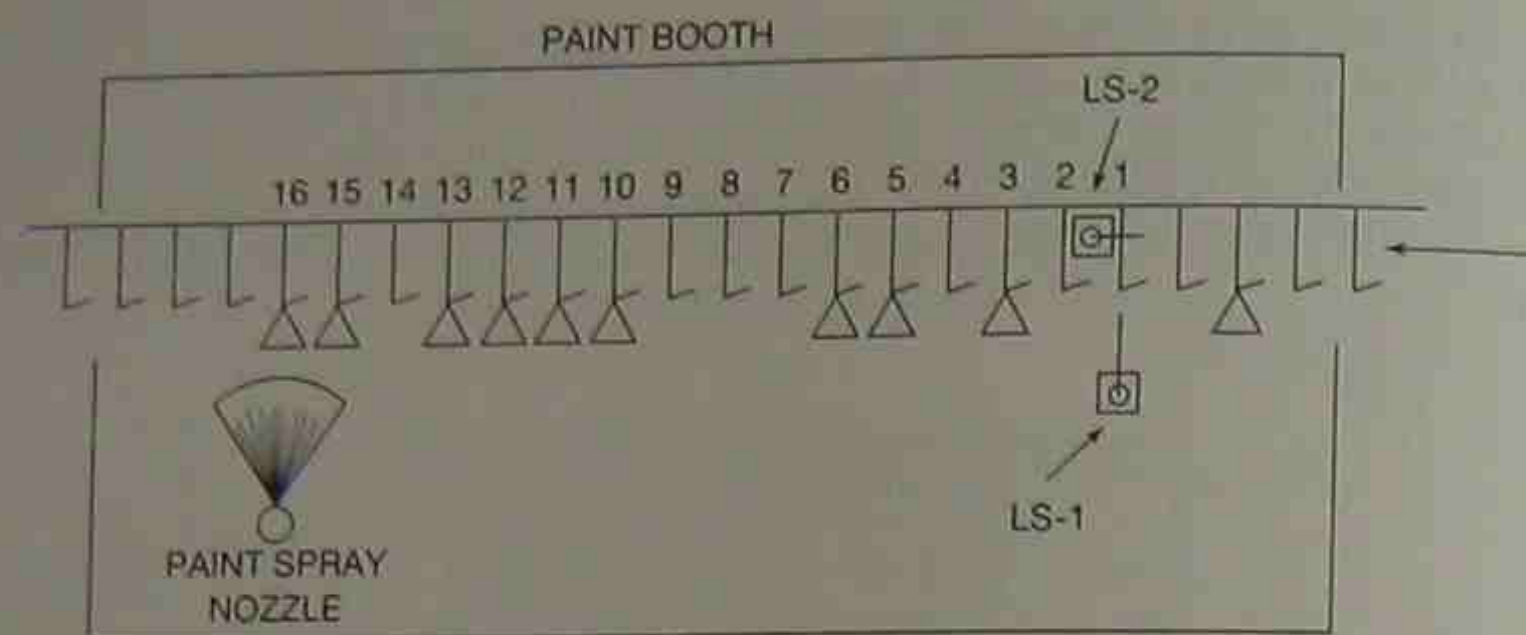 PAINT BOOTH
LS-2
16 15 14 13 12 11 10 9 8 7 6 5 4 3 2 1
LS-1
PAINT SPRAY
NOZZLE